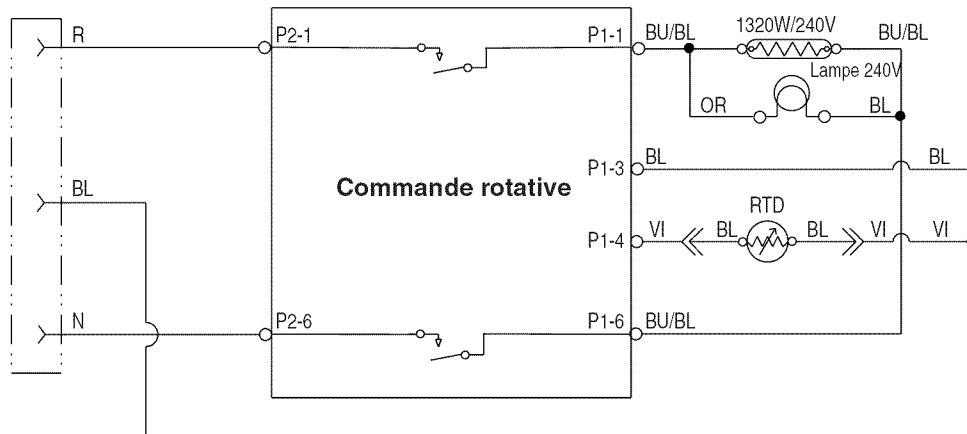 R P2-1 P1-1 BU/BL 1320W/240V BU/BL
Lampe 240V
OR BL
P1-3 BL BL
BL Commande rotative
RTD
P1-4 VI BL BL VI VI
N P2-6 P1-6 BU/BL